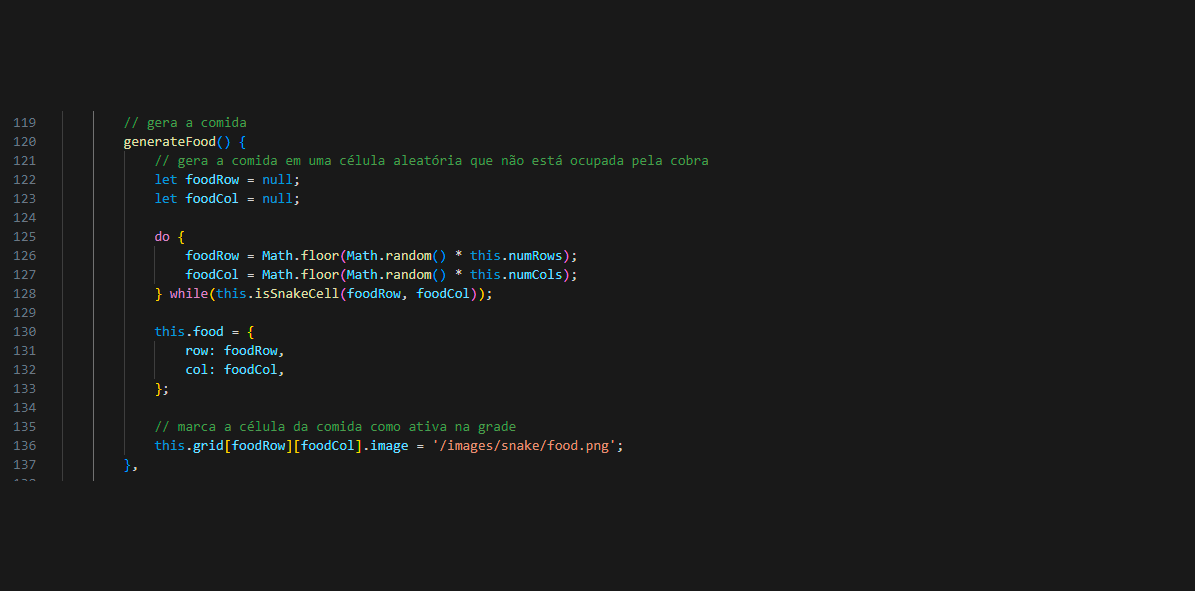 119 // gera a comida
120 generateFood() {
121 // gera a comida em uma célula aleatória que não está ocupada pela cobra
122 let foodRow = null;
123 let foodCol = null;
124
125 do {
126 foodRow = Math.floor(Math.random() * this.numRows);
127 foodCol = Math.floor(Math.random() * this.numCols);
128 } while(this.isSnakeCell(foodRow, foodCol));
129
130 this.food = {
131 row: foodRow,
132 col: foodCol,
133 };
134
135 // marca a célula da comida como ativa na grade
136 this.grid[foodRow][foodCol].image = '/images/snake/food.png';
137 },